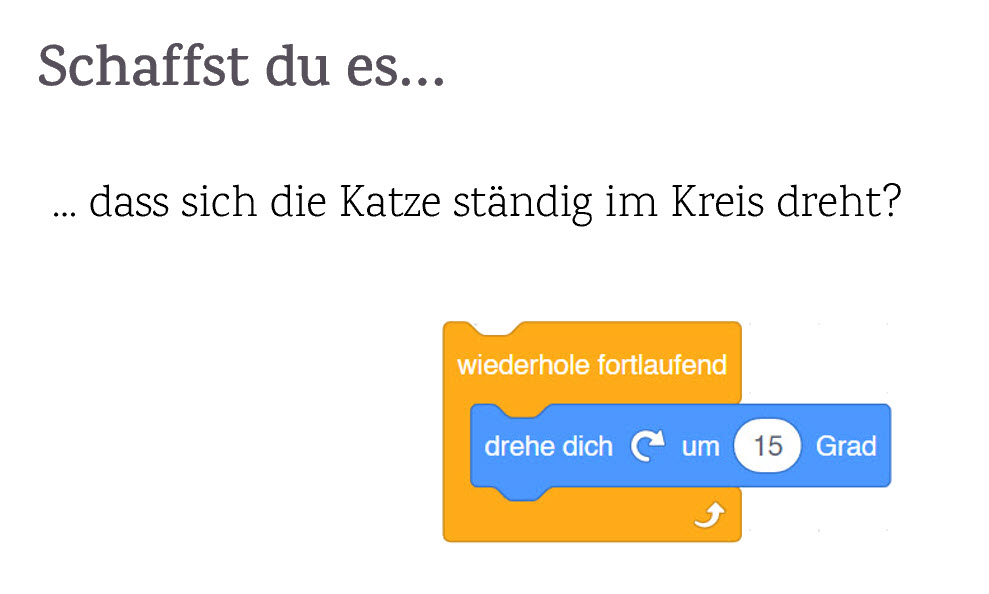 Schaffst du es...
... dass sich die Katze ständig im Kreis dreht?
wiederhole fortlaufend
drehe dich um 15 Grad